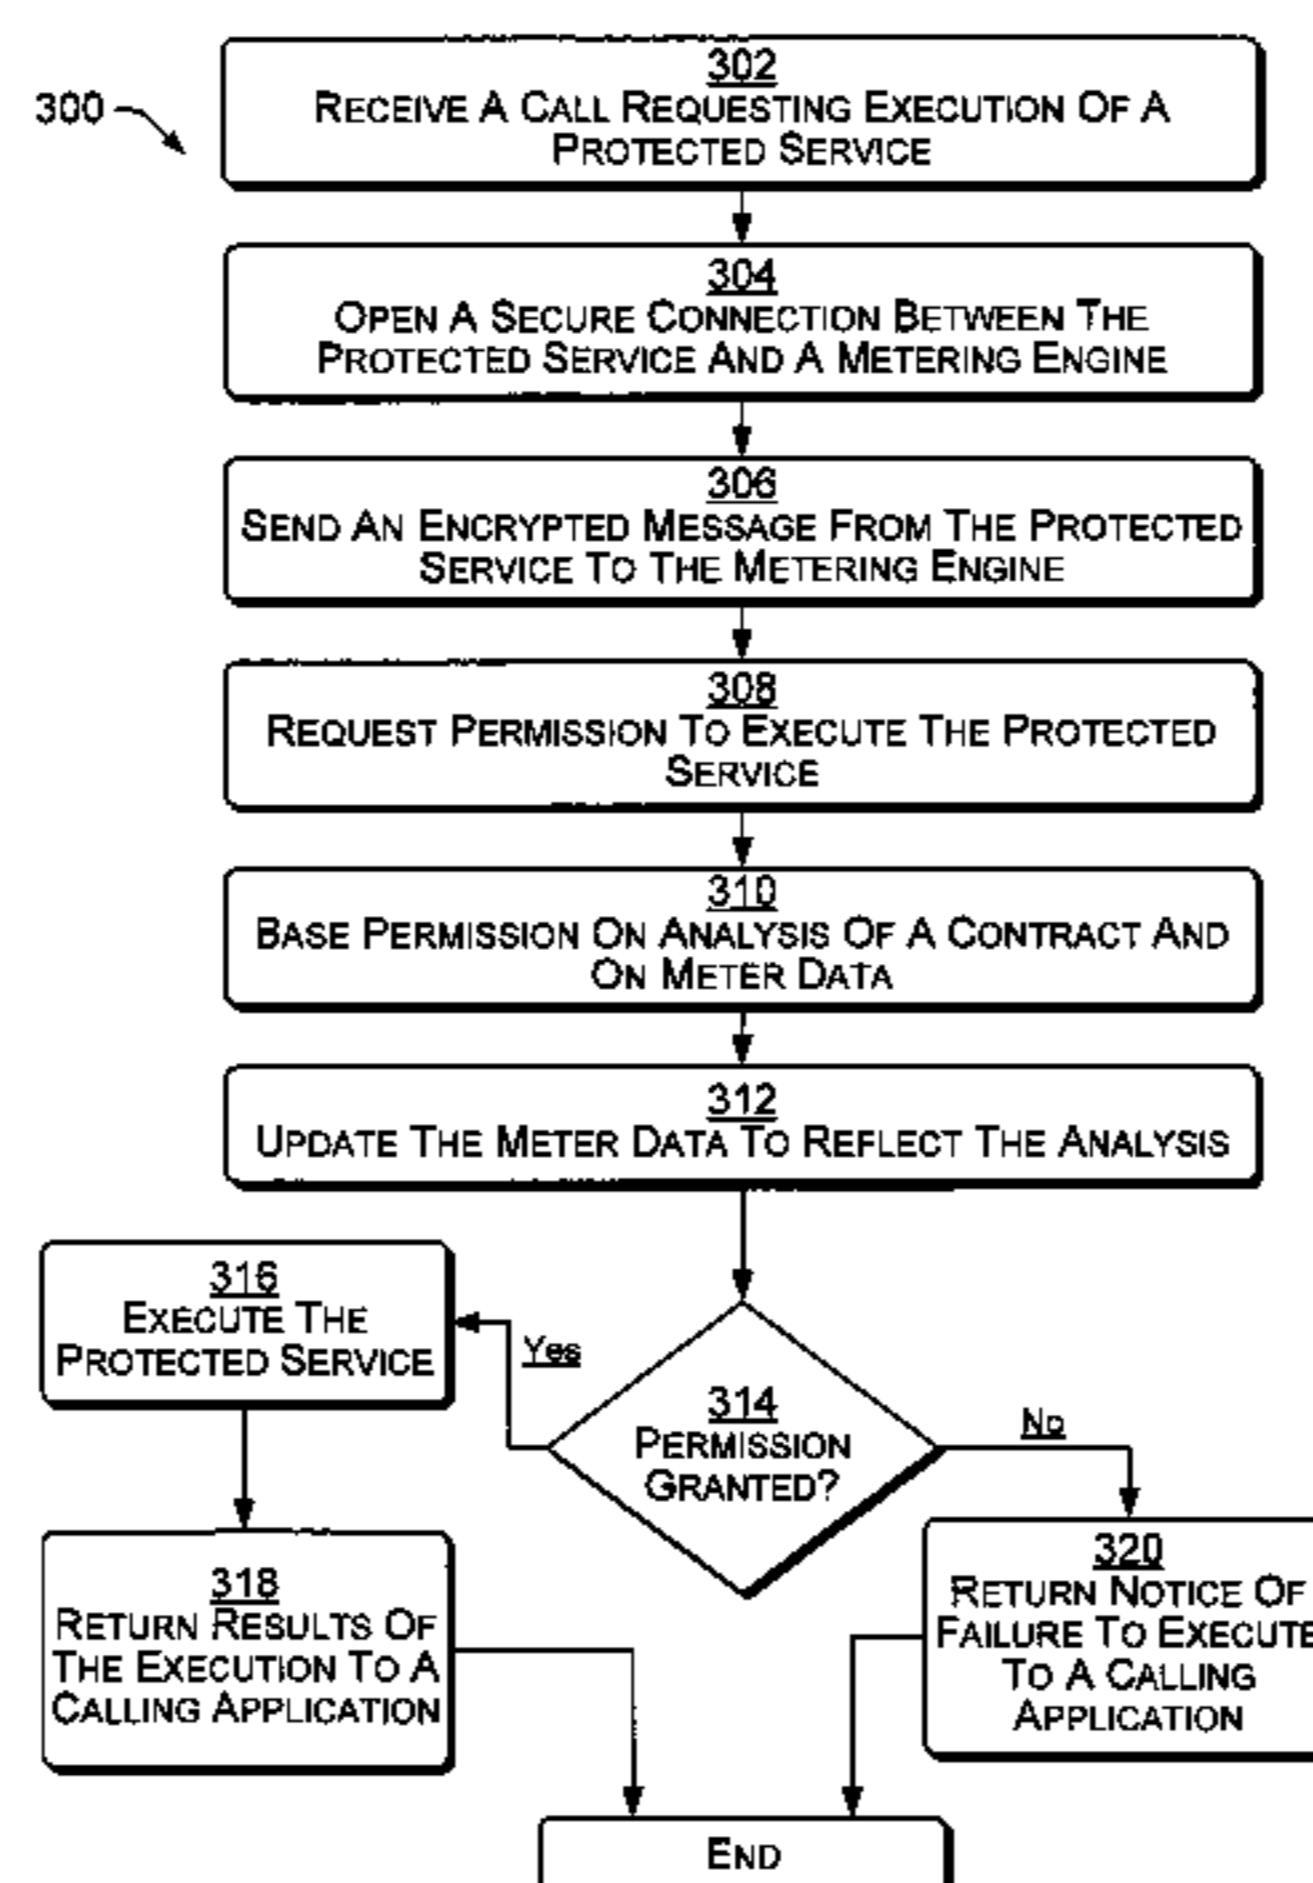 300
302
RECEIVE A CALL REQUESTING EXECUTION OF A
PROTECTED SERVICE
304
OPEN A SECURE CONNECTION BETWEEN THE
PROTECTED SERVICE AND A METERING ENGINE
306
SEND AN ENCRYPTED MESSAGE FROM THE PROTECTED
SERVICE TO THE METERING ENGINE
308
REQUEST PERMISSION TO EXECUTE THE PROTECTED
SERVICE
310
BASE PERMISSION ON ANALYSIS OF A CONTRACT AND
ON METER DATA
312
UPDATE THE METER DATA TO REFLECT THE ANALYSIS
314
PERMISSION
GRANTED?
Yes
316
EXECUTE THE
PROTECTED SERVICE
318
RETURN RESULTS OF
THE EXECUTION TO A
CALLING APPLICATION
No
320
RETURN NOTICE OF
FAILURE TO EXECUTE
TO A CALLING
APPLICATION
END